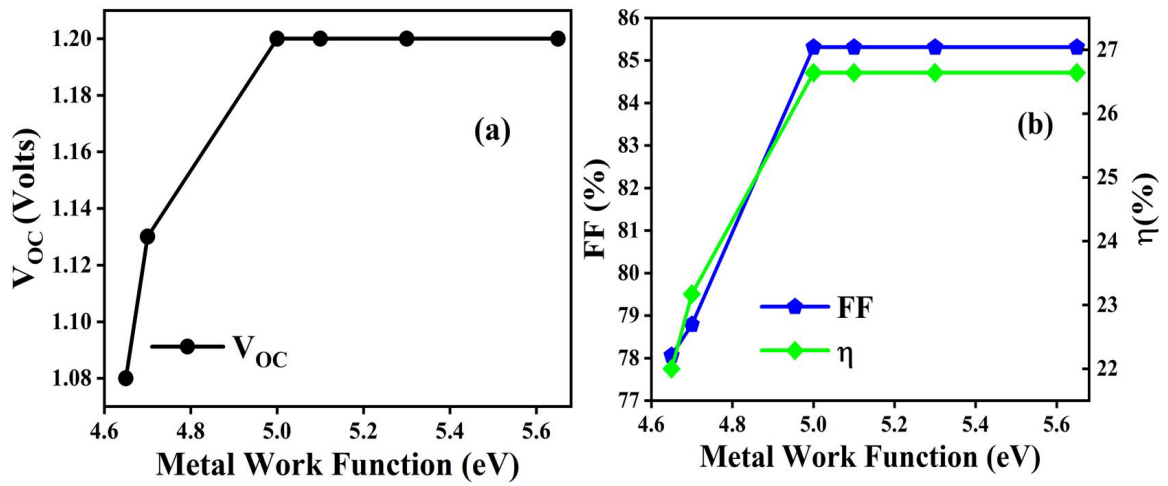 1.20
1.18
1.16
1.14
1.12
1.10
1.08
V_OC (Volts)
(a)
V_OC
4.6 4.8 5.0 5.2 5.4 5.6
Metal Work Function (eV)
86
85
84
83
82
81
80
79
78
77
FF (%)
(b)
FF
η
27
26
25
24
23
22
η(%)
4.6 4.8 5.0 5.2 5.4 5.6
Metal Work Function (eV)